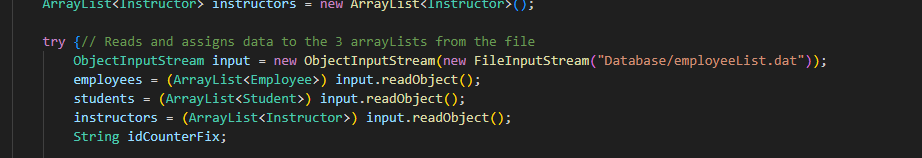 ArrayList<Instructor> instructors = new ArrayList<Instructor>();
try {// Reads and assigns data to the 3 arrayLists from the file
ObjectInputStream input = new ObjectInputStream(new FileInputStream("Database/employeeList.dat"));
employees = (ArrayList<Employee>) input.readObject();
students = (ArrayList<Student>) input.readObject();
instructors = (ArrayList<Instructor>) input.readObject();
String idCounterFix;